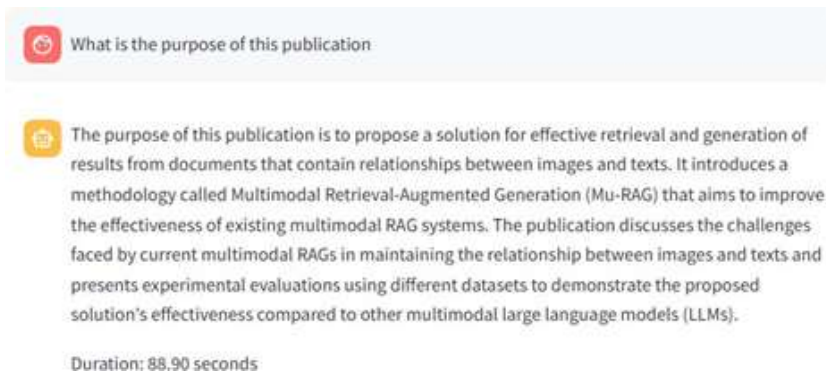 What is the purpose of this publication
The purpose of this publication is to propose a solution for effective retrieval and generation of
results from documents that contain relationships between images and texts. It introduces a
methodology called Multimodal Retrieval-Augmented Generation (Mu-RAG) that aims to improve
the effectiveness of existing multimodal RAG systems. The publication discusses the challenges
faced by current multimodal RAGs in maintaining the relationship between images and texts and
presents experimental evaluations using different datasets to demonstrate the proposed
solution's effectiveness compared to other multimodal large language models (LLMs).
Duration: 88.90 seconds